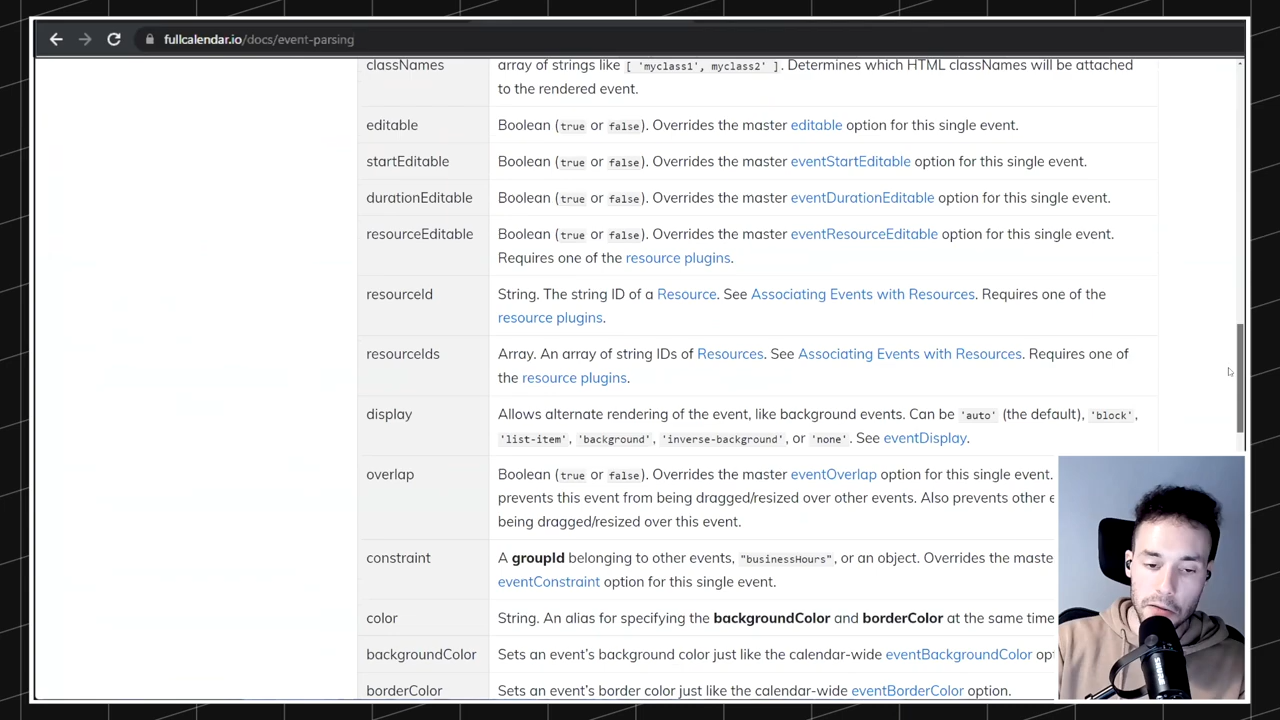 fullcalendar.io/docs/event-parsing
classNames
array of strings like [ 'myclass1', myclass2' ]. Determines which HTML classNames will be attached
to the rendered event.
editable
Boolean (true or false). Overrides the master editable option for this single event.
startEditable
Boolean (true or false). Overrides the master eventStartEditable option for this single event.
durationEditable
Boolean (true or false). Overrides the master eventDurationEditable option for this single event.
resourceEditable
Boolean (true or false). Overrides the master eventResourceEditable option for this single event.
Requires one of the resource plugins.
resourceId
String. The string ID of a Resource. See Associating Events with Resources. Requires one of the
resource plugins.
resourceIds
Array. An array of string IDs of Resources. See Associating Events with Resources. Requires one of
the resource plugins.
display
Allows alternate rendering of the event, like background events. Can be 'auto' (the default), 'block',
'list-item', 'background', 'inverse-background', or 'none'. See eventDisplay.
overlap
Boolean (true or false). Overrides the master eventOverlap option for this single event.
prevents this event from being dragged/resized over other events. Also prevents other
being dragged/resized over this event.
constraint
A groupId belonging to other events, "businessHours", or an object. Overrides the master
eventConstraint option for this single event.
color
String. An alias for specifying the backgroundColor and borderColor at the same time
backgroundColor
Sets an event's background color just like the calendar-wide eventBackgroundColor
borderColor
Sets an event's border color just like the calendar-wide eventBorderColor option.